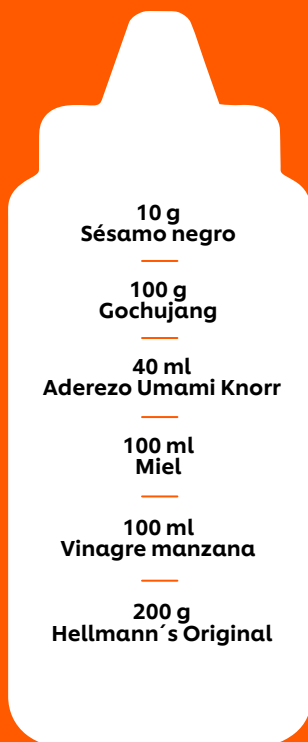 10 g
Sésamo negro
100 g
Gochujang
40 ml
Aderezo Umami Knorr
100 ml
Miel
100 ml
Vinagre manzana
200 g
Hellmann´s Original